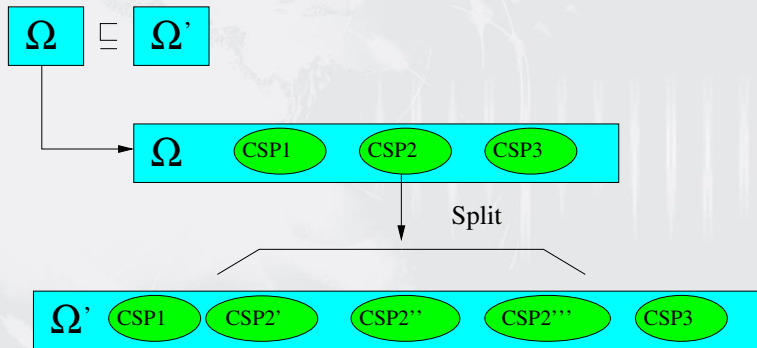 Ω ⊑ Ω’
Ω CSP1 CSP2 CSP3
Split
Ω’ CSP1 CSP2' CSP2'' CSP2''' CSP3